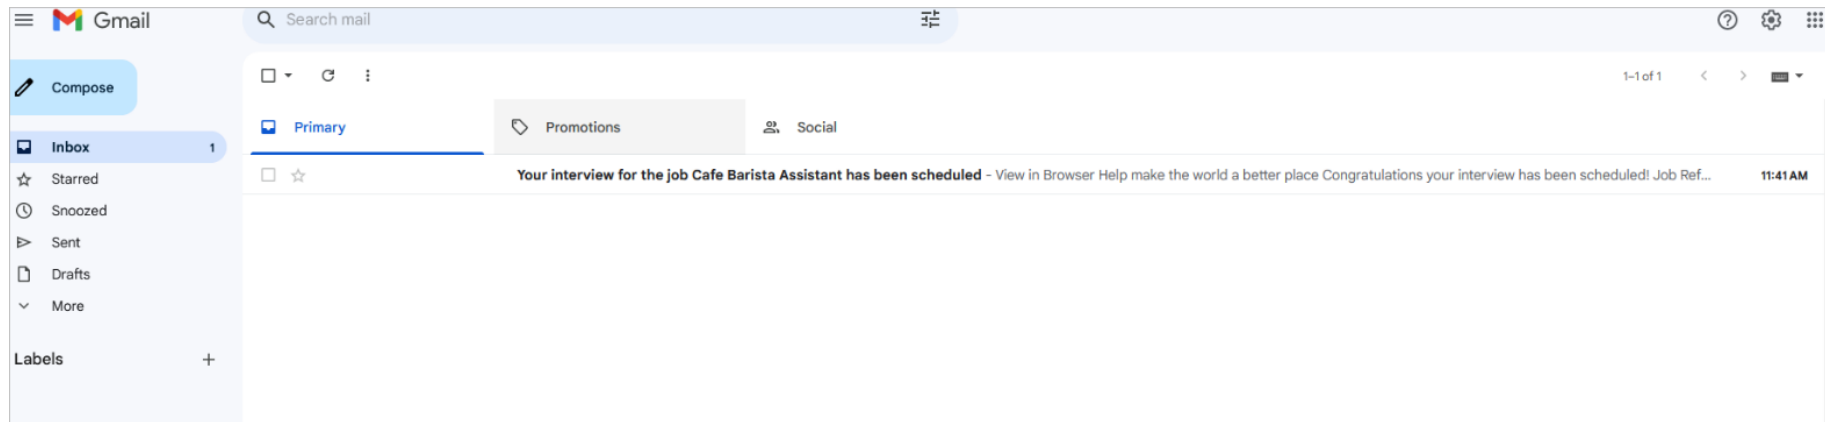 Gmail
Search mail
Compose
1–1 of 1
Primary
Promotions
Social
Inbox 1
Your interview for the job Cafe Barista Assistant has been scheduled - View in Browser Help make the world a better place Congratulations your interview has been scheduled! Job Ref... 11:41 AM
Starred
Snoozed
Sent
Drafts
More
Labels